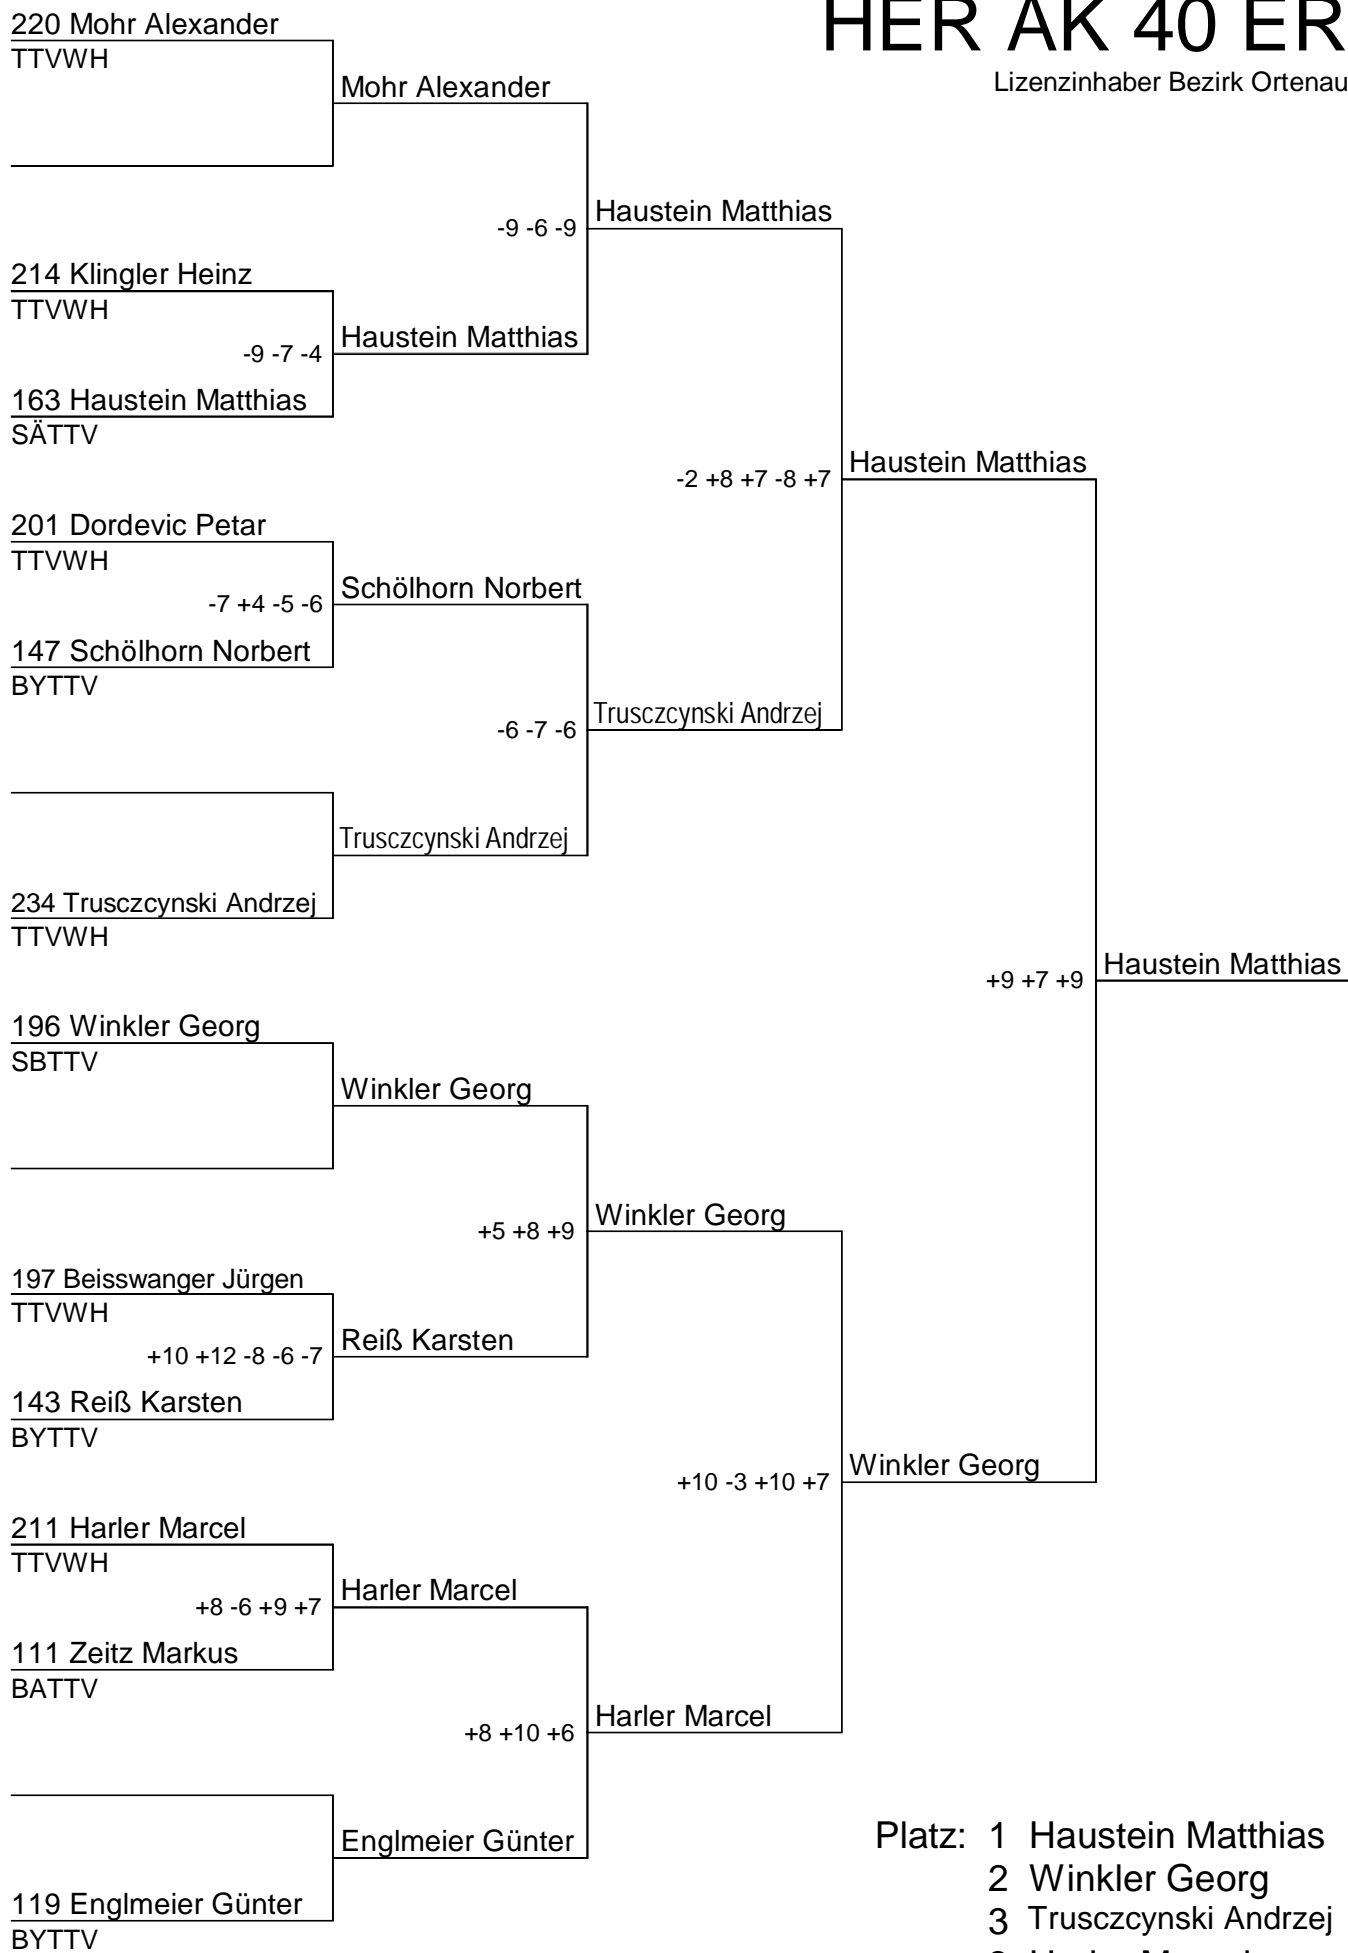 HER AK 40 ER
Lizenzinhaber Bezirk Ortenau
220 Mohr Alexander
TTVWH
Mohr Alexander
-9 -6 -9
Haustein Matthias
214 Klingler Heinz
TTVWH
-9 -7 -4
Haustein Matthias
163 Haustein Matthias
SÄTTV
-2 +8 +7 -8 +7
Haustein Matthias
201 Dordevic Petar
TTVWH
-7 +4 -5 -6
Schölhorn Norbert
147 Schölhorn Norbert
BYTTV
-6 -7 -6
Trusczcynski Andrzej
Trusczcynski Andrzej
234 Trusczcynski Andrzej
TTVWH
+9 +7 +9
Haustein Matthias
196 Winkler Georg
SBTTV
Winkler Georg
+5 +8 +9
Winkler Georg
197 Beisswanger Jürgen
TTVWH
+10 +12 -8 -6 -7
Reiß Karsten
143 Reiß Karsten
BYTTV
+10 -3 +10 +7
Winkler Georg
211 Harler Marcel
TTVWH
+8 -6 +9 +7
Harler Marcel
111 Zeitz Markus
BATTV
+8 +10 +6
Harler Marcel
Englmeier Günter
119 Englmeier Günter
BYTTV
Platz: 1 Haustein Matthias
2 Winkler Georg
3 Trusczcynski Andrzej